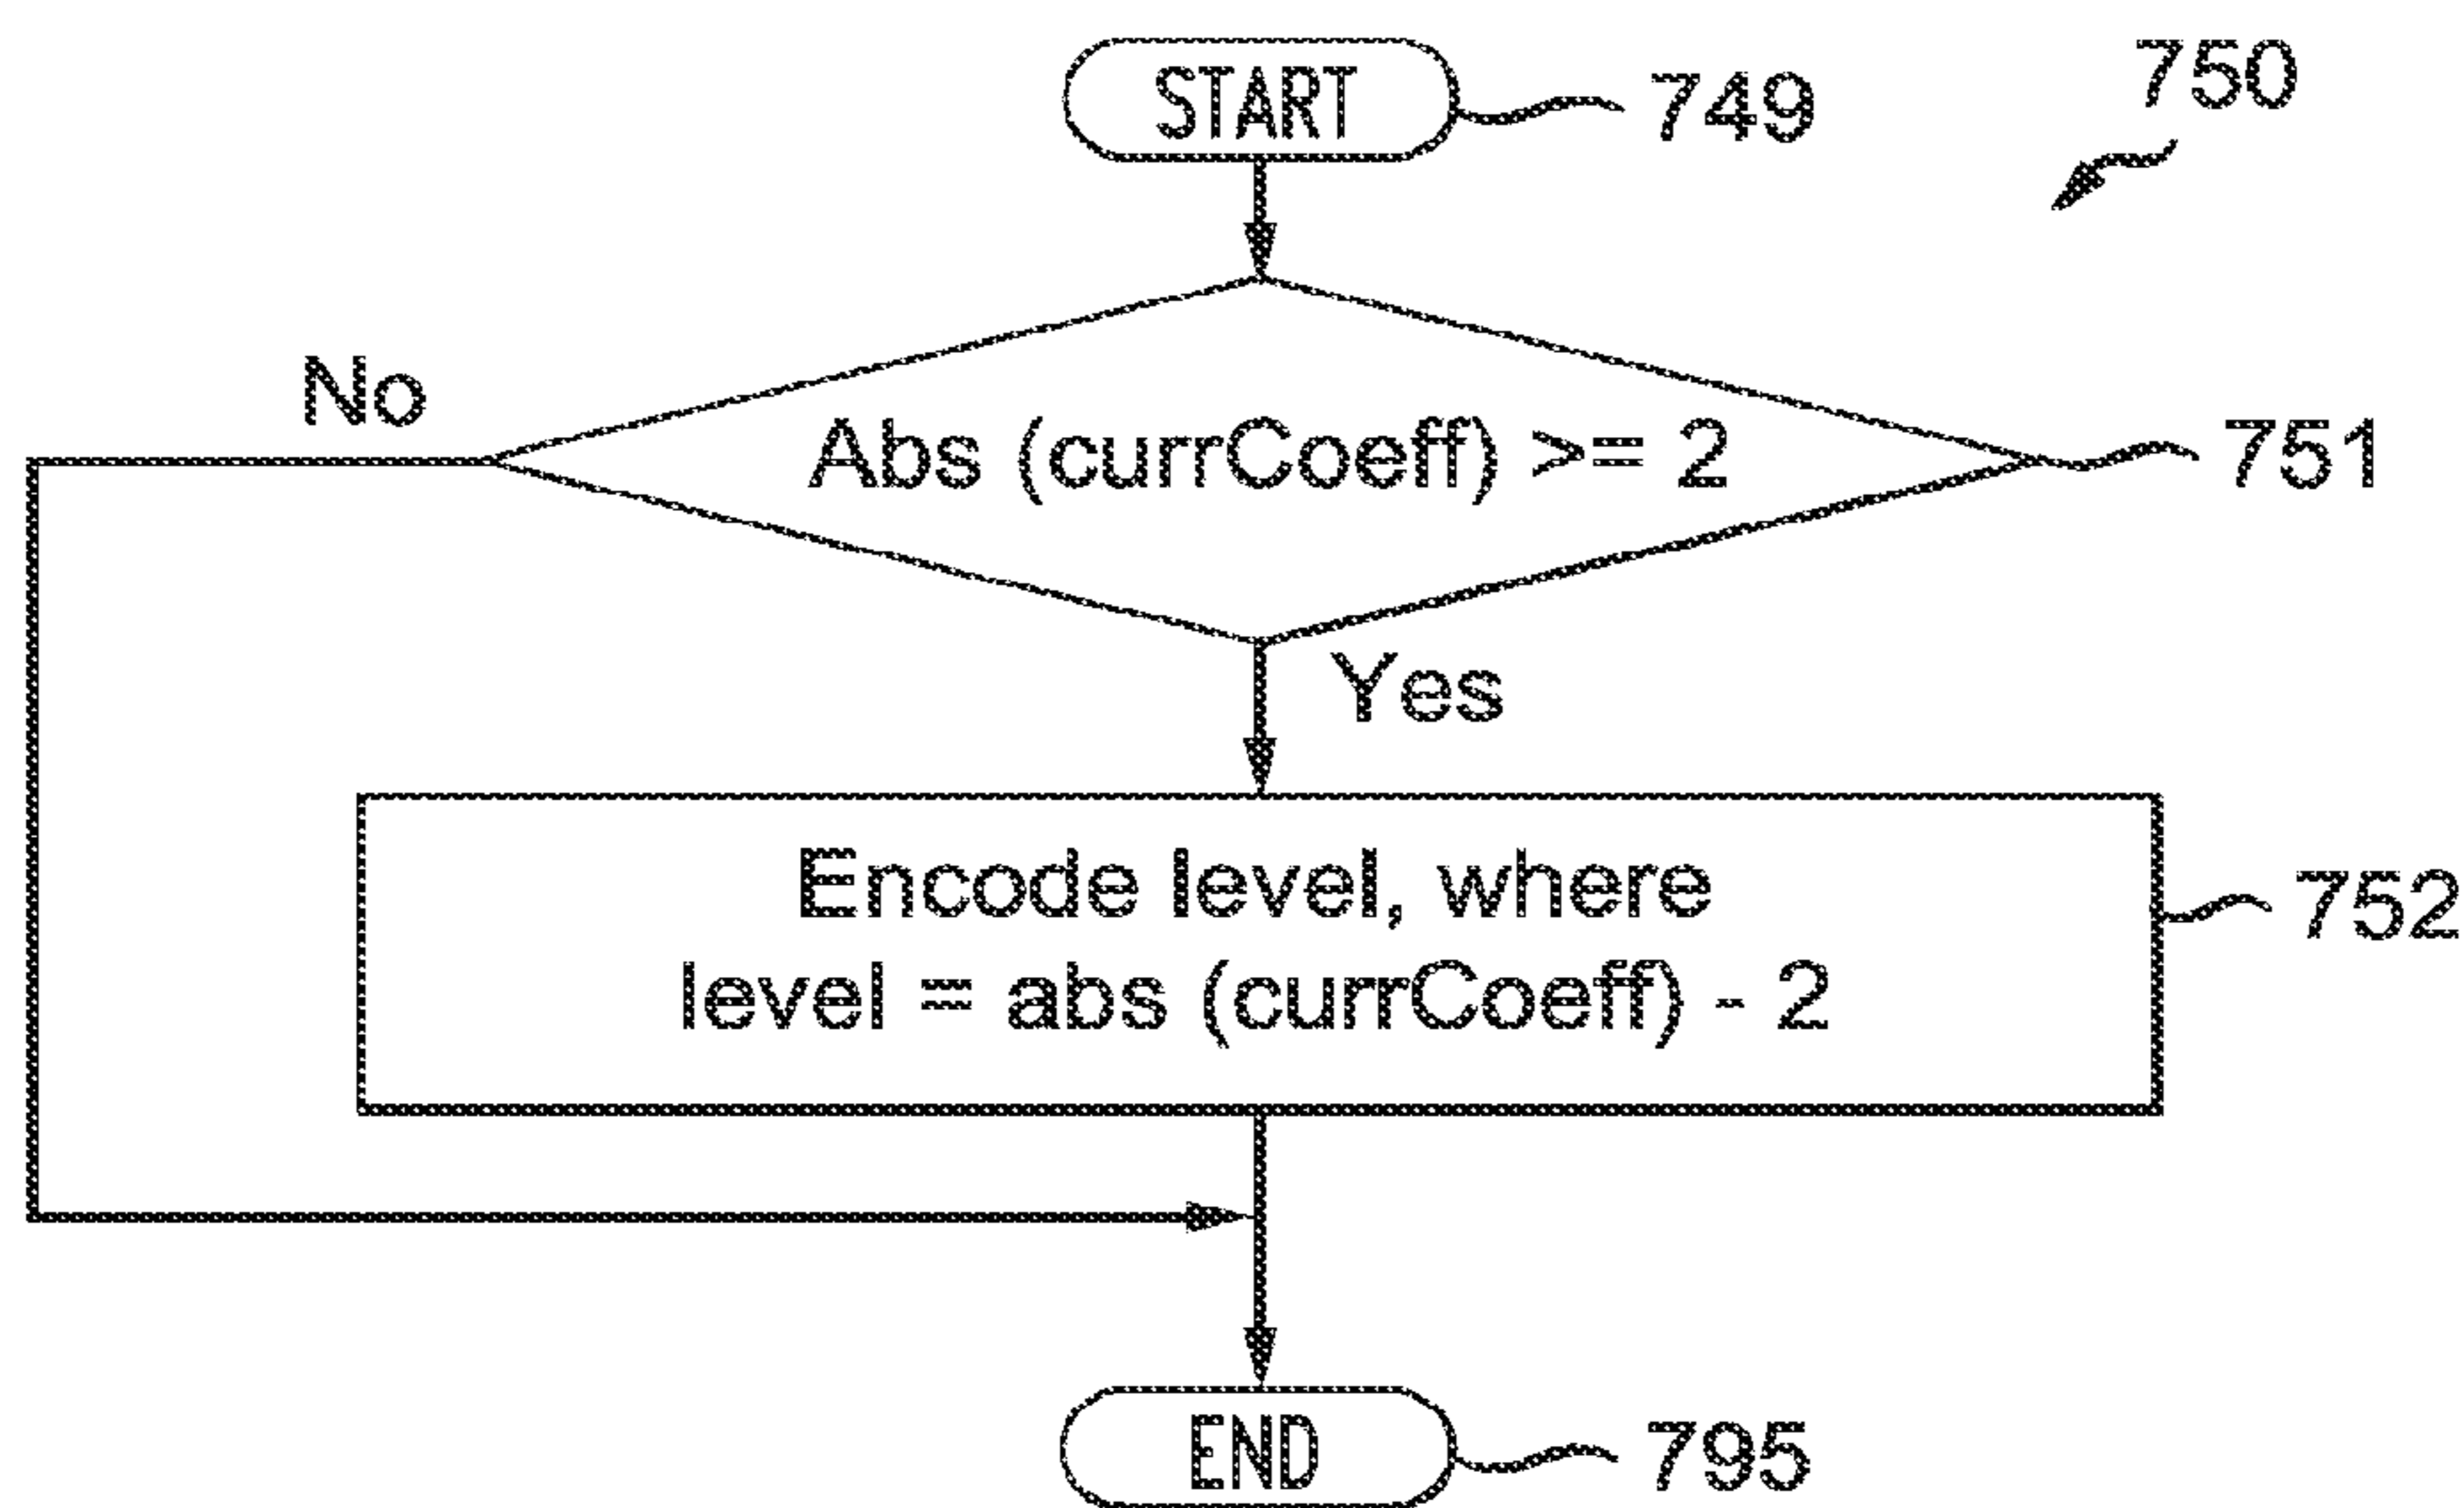 START
749
750
Abs (currCoeff) >= 2
751
No
Yes
Encode level, where
level = abs (currCoeff) - 2
752
END
795